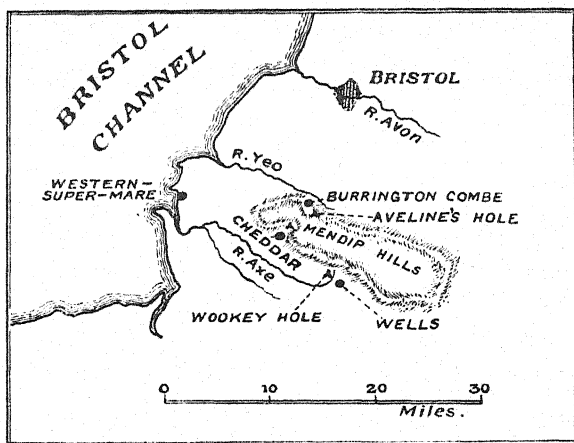 BRISTOL
CHANNEL
BRISTOL
R. Avon
R. Yeo
WESTERN-
SUPER-MARE
BURRINGTON COMBE
AVELINE'S HOLE
MENDIP HILLS
CHEDDAR
R. Axe
WOOKEY HOLE
WELLS
0 10 20 30
Miles.